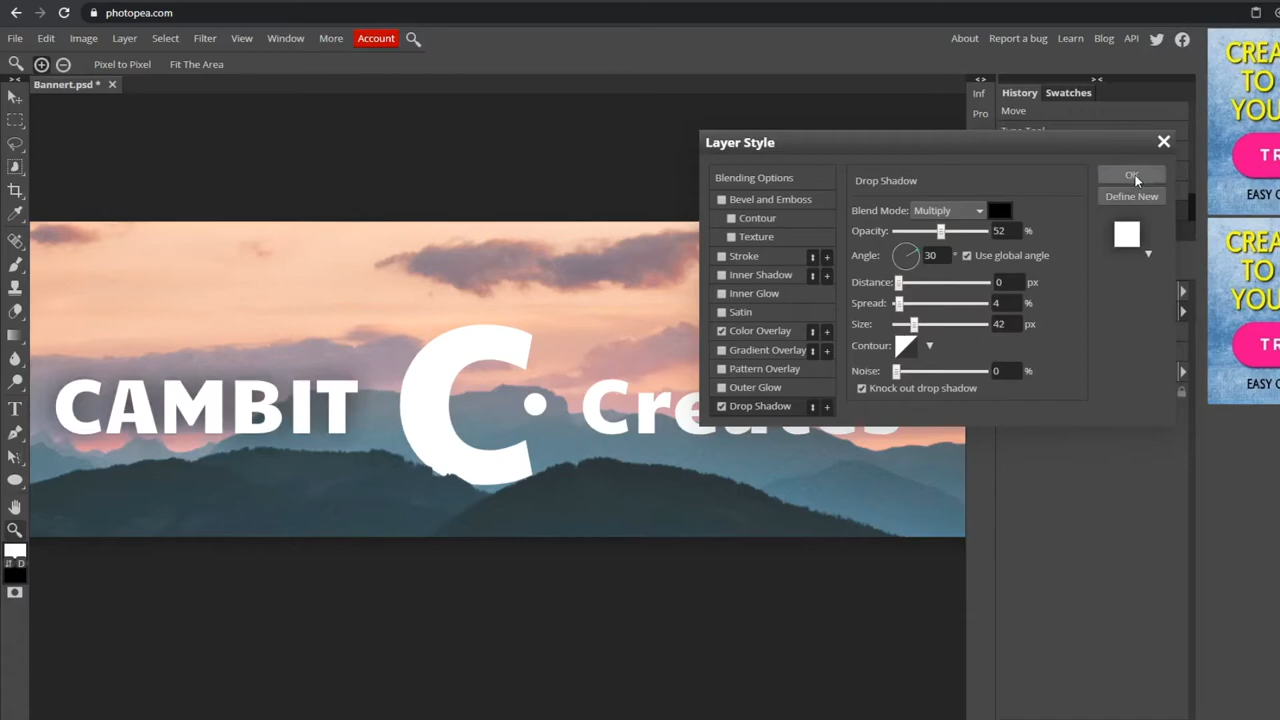 photopea.com
File Edit Image Layer Select Filter View Window More Account About Report a bug Learn Blog API
Pixel to Pixel Fit The Area
Bannert.psd *
Inf
Pro
History Swatches
Move
Layer Style
Blending Options
Bevel and Emboss
Contour
Texture
Stroke
Inner Shadow
Inner Glow
Satin
Color Overlay
Gradient Overlay
Pattern Overlay
Outer Glow
Drop Shadow
Drop Shadow
Blend Mode: Multiply
Opacity: 52 %
Angle: 30 ° Use global angle
Distance: 0 px
Spread: 4 %
Size: 42 px
Contour:
Noise: 0 %
Knock out drop shadow
OK
Define New
CAMBIT C · Creates
T
D
CREA
TO
YOU
TR
EASY
CREA
TO
YOU
TR
EASY